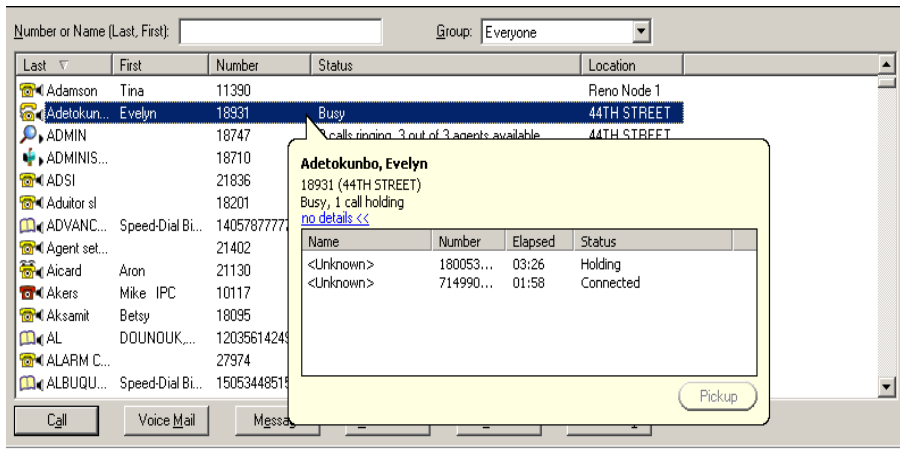 Number or Name (Last, First): Group: Everyone
Last First Number Status Location
Adamson Tina 11390 Reno Node 1
Adetokun... Evelyn 18931 Busy 44TH STREET
ADMIN 18747 calls ringing, 3 out of 3 agents available 44TH STREET
ADMINIS... 18710
ADSI 21836
Aduitor sl 18201
ADVANC... Speed-Dial Bi... 14057877777
Agent set... 21402
Aicard Aron 21130
Akers Mike IPC 10117
Aksamit Betsy 18095
AL DOUNOUK,... 12035614249
ALARM C... 27974
ALBUQU... Speed-Dial Bi... 15053448515
Adetokunbo, Evelyn
18931 (44TH STREET)
Busy, 1 call holding
no details <<
Name Number Elapsed Status
<Unknown> 180053... 03:26 Holding
<Unknown> 714990... 01:58 Connected
Pickup
Call Voice Mail Messa